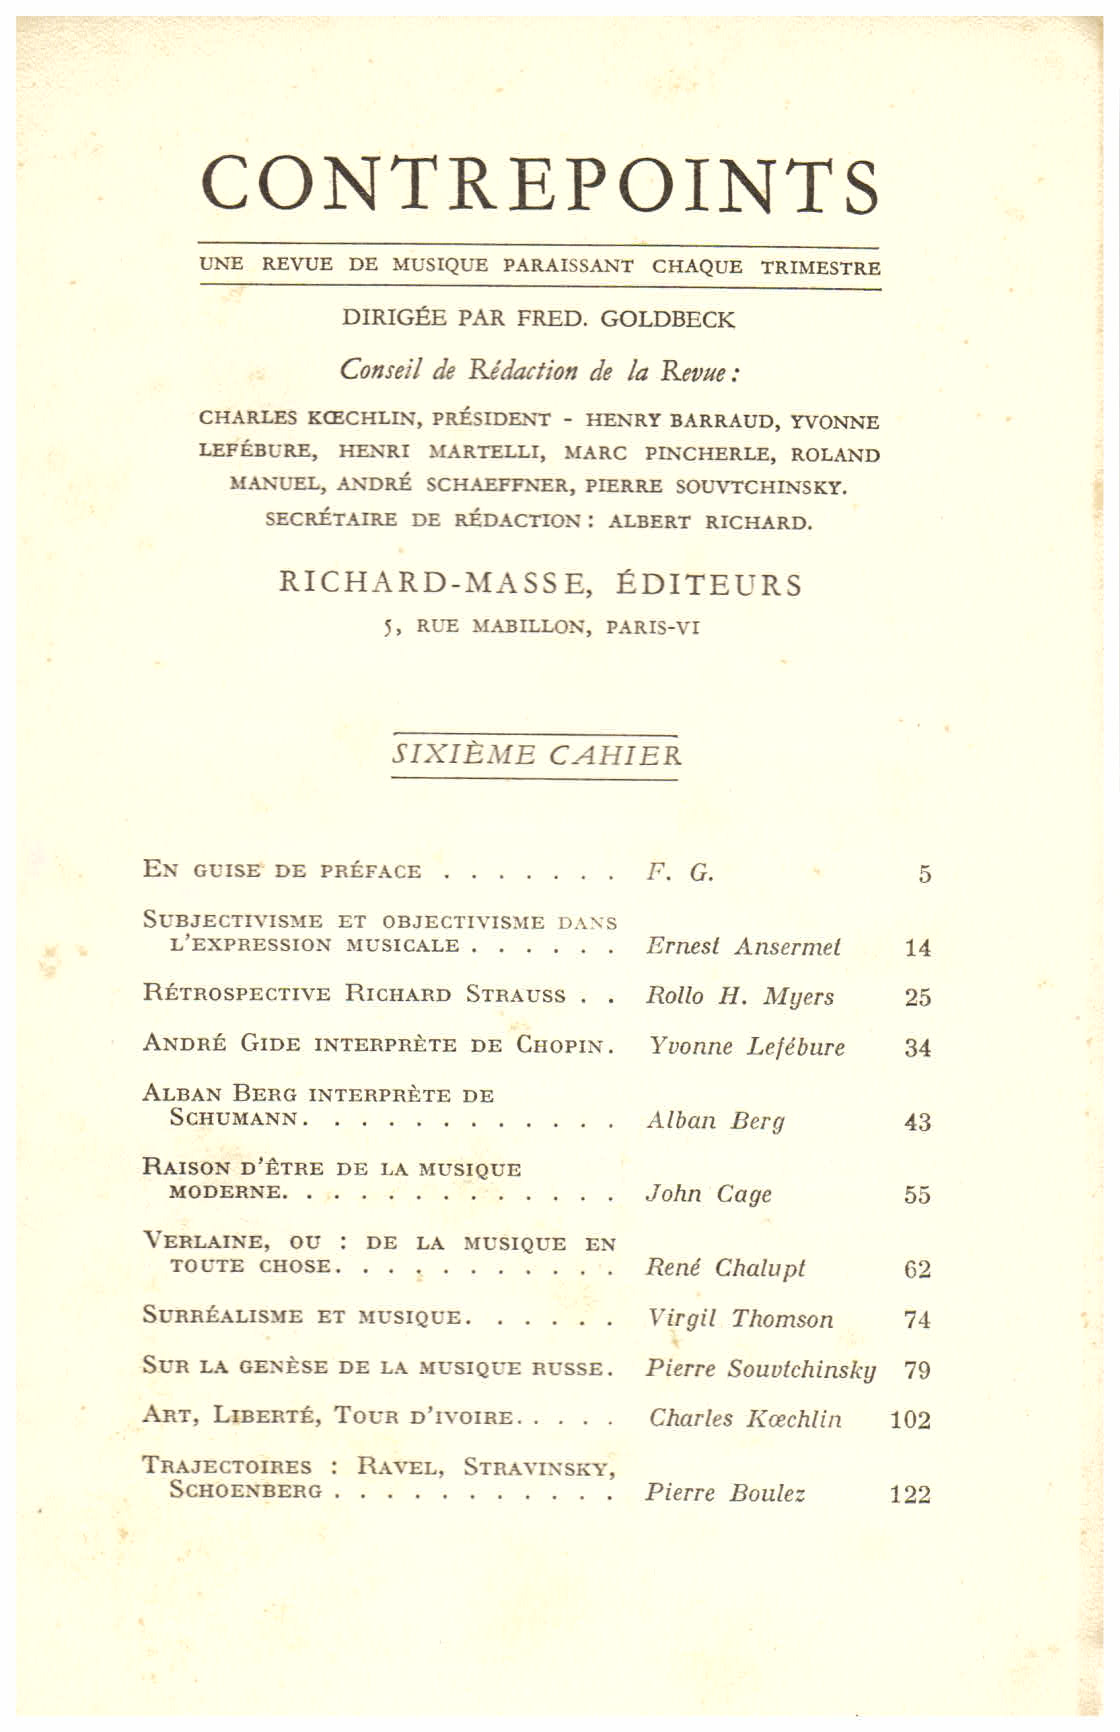 CONTREPOINTS
UNE REVUE DE MUSIQUE PARAISSANT CHAQUE TRIMESTRE
DIRIGÉE PAR FRED. GOLDBECK
Conseil de Rédaction de la Revue :
CHARLES KŒCHLIN, PRÉSIDENT - HENRY BARRAUD, YVONNE
LEFÉBURE, HENRI MARTELLI, MARC PINCHERLE, ROLAND
MANUEL, ANDRÉ SCHAEFFNER, PIERRE SOUVTCHINSKY.
SECRÉTAIRE DE RÉDACTION : ALBERT RICHARD.
RICHARD-MASSE, ÉDITEURS
5, RUE MABILLON, PARIS-VI
SIXIÈME CAHIER
EN GUISE DE PRÉFACE . . . . . . . F. G. 5
SUBJECTIVISME ET OBJECTIVISME DANS
L'EXPRESSION MUSICALE . . . . . . Ernest Ansermet 14
RÉTROSPECTIVE RICHARD STRAUSS . . Rollo H. Myers 25
ANDRÉ GIDE INTERPRÈTE DE CHOPIN. Yvonne Lefébure 34
ALBAN BERG INTERPRÈTE DE
SCHUMANN. . . . . . . . . . . . Alban Berg 43
RAISON D'ÊTRE DE LA MUSIQUE
MODERNE. . . . . . . . . . . . . John Cage 55
VERLAINE, OU : DE LA MUSIQUE EN
TOUTE CHOSE. . . . . . . . . . . René Chalupt 62
SURRÉALISME ET MUSIQUE. . . . . . Virgil Thomson 74
SUR LA GENÈSE DE LA MUSIQUE RUSSE. Pierre Souvtchinsky 79
ART, LIBERTÉ, TOUR D'IVOIRE. . . . . Charles Kœchlin 102
TRAJECTOIRES : RAVEL, STRAVINSKY,
SCHOENBERG . . . . . . . . . . . Pierre Boulez 122